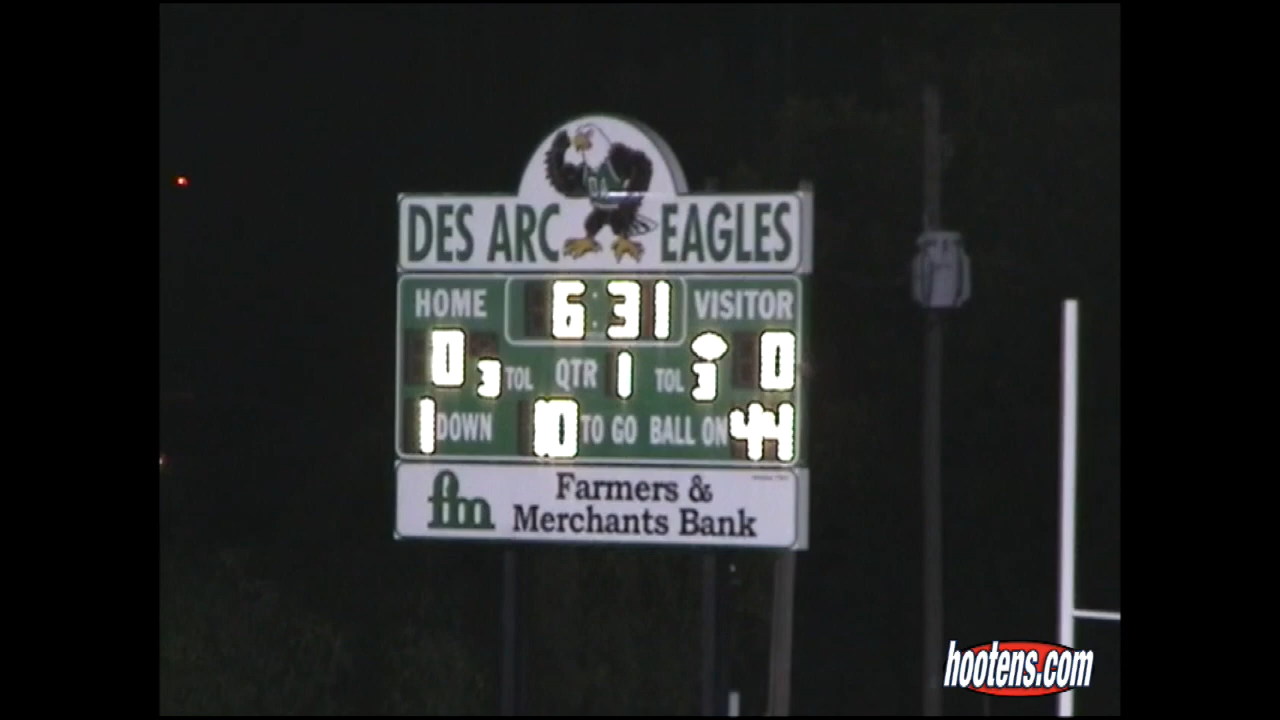 DES ARC EAGLES
HOME 6:31 VISITOR
0 3 TOL QTR 1 TOL 3 0
1 DOWN 10 TO GO BALL ON 44
fm Farmers &
Merchants Bank
hootens.com